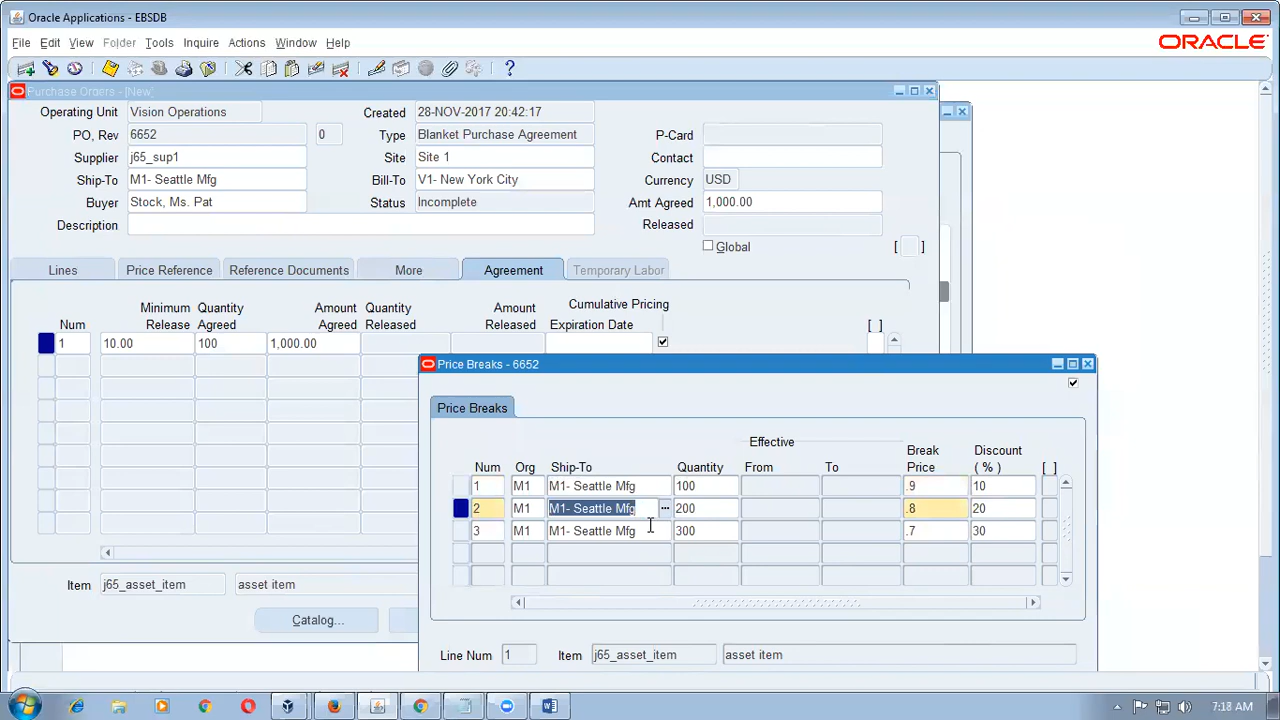 Oracle Applications - EBSDB
File Edit View Folder Tools Inquire Actions Window Help
ORACLE
Purchase Orders - [New]
Operating Unit Vision Operations Created 28-NOV-2017 20:42:17
PO, Rev 6652 0 Type Blanket Purchase Agreement P-Card
Supplier j65_sup1 Site Site 1 Contact
Ship-To M1- Seattle Mfg Bill-To V1- New York City Currency USD
Buyer Stock, Ms. Pat Status Incomplete Amt Agreed 1,000.00
Description Released
Global [ ]
Lines Price Reference Reference Documents More Agreement Temporary Labor
Minimum Quantity Amount Quantity Amount Cumulative Pricing
Num Release Agreed Agreed Released Released Expiration Date [ ]
1 10.00 100 1,000.00
Price Breaks - 6652
Price Breaks
Effective Break Discount
Num Org Ship-To Quantity From To Price ( % ) [ ]
1 M1 M1- Seattle Mfg 100 .9 10
2 M1 M1- Seattle Mfg ... 200 .8 20
3 M1 M1- Seattle Mfg 300 .7 30
Item j65_asset_item asset item
Catalog...
Line Num 1 Item j65_asset_item asset item
7:18 AM